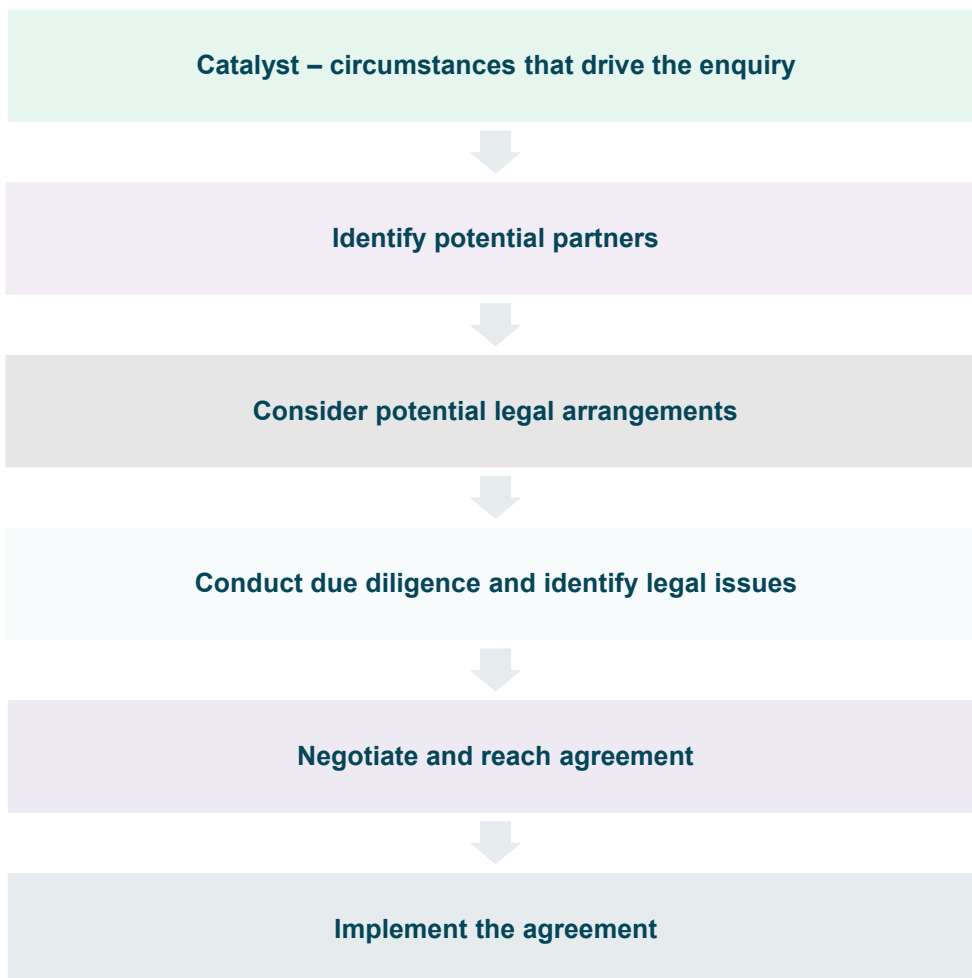 Catalyst – circumstances that drive the enquiry
Identify potential partners
Consider potential legal arrangements
Conduct due diligence and identify legal issues
Negotiate and reach agreement
Implement the agreement